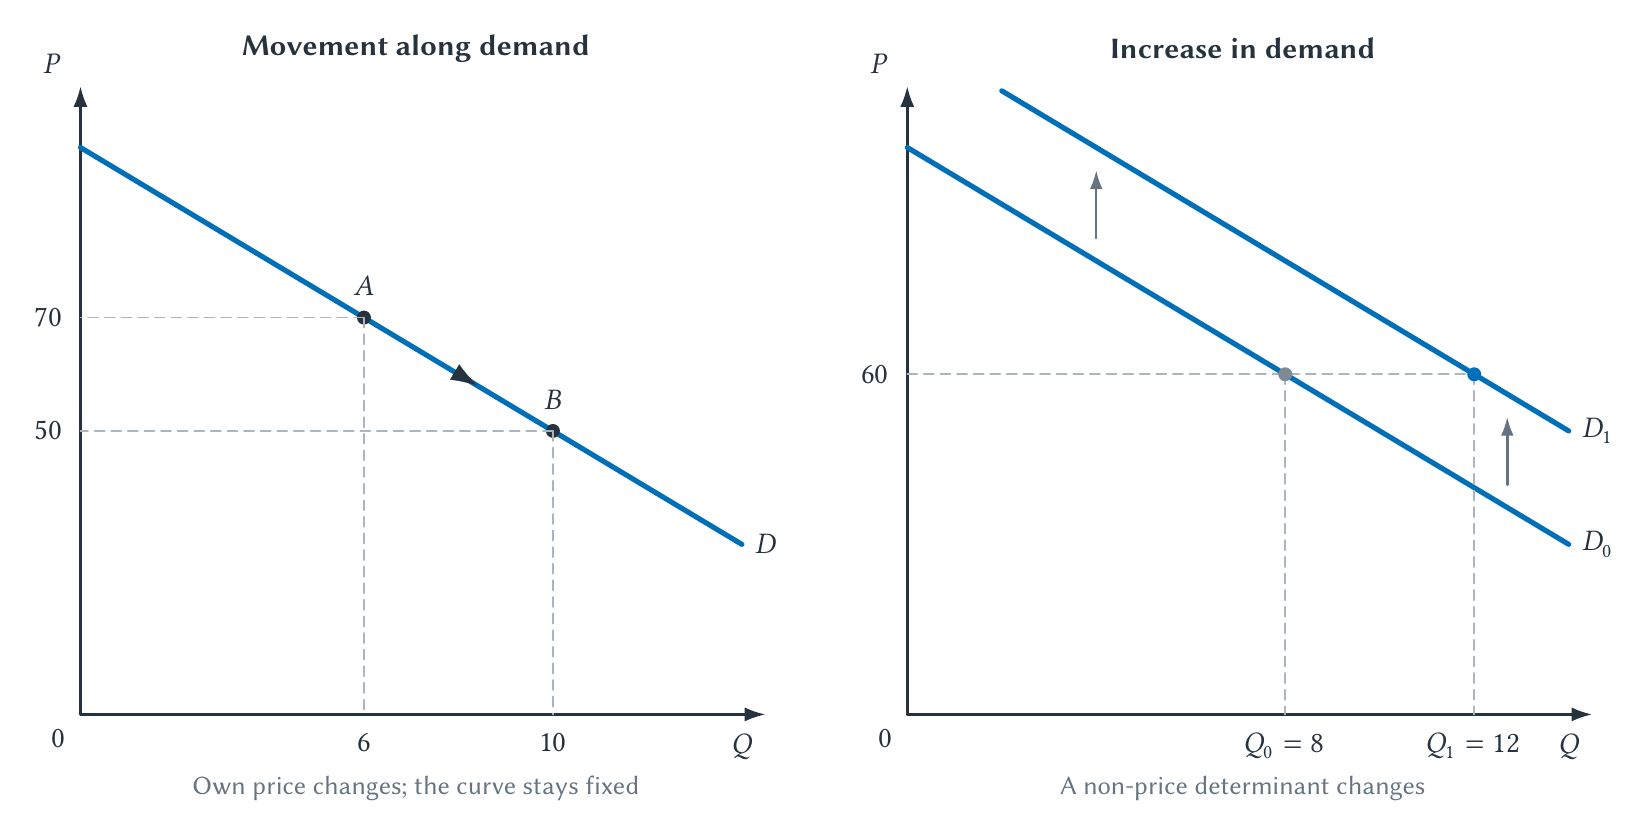 Movement along demand
P
A
70
B
50
D
0
6
10
Q
Own price changes; the curve stays fixed
Increase in demand
P
60
D₁
D₀
0
Q₀ = 8
Q₁ = 12
Q
A non-price determinant changes